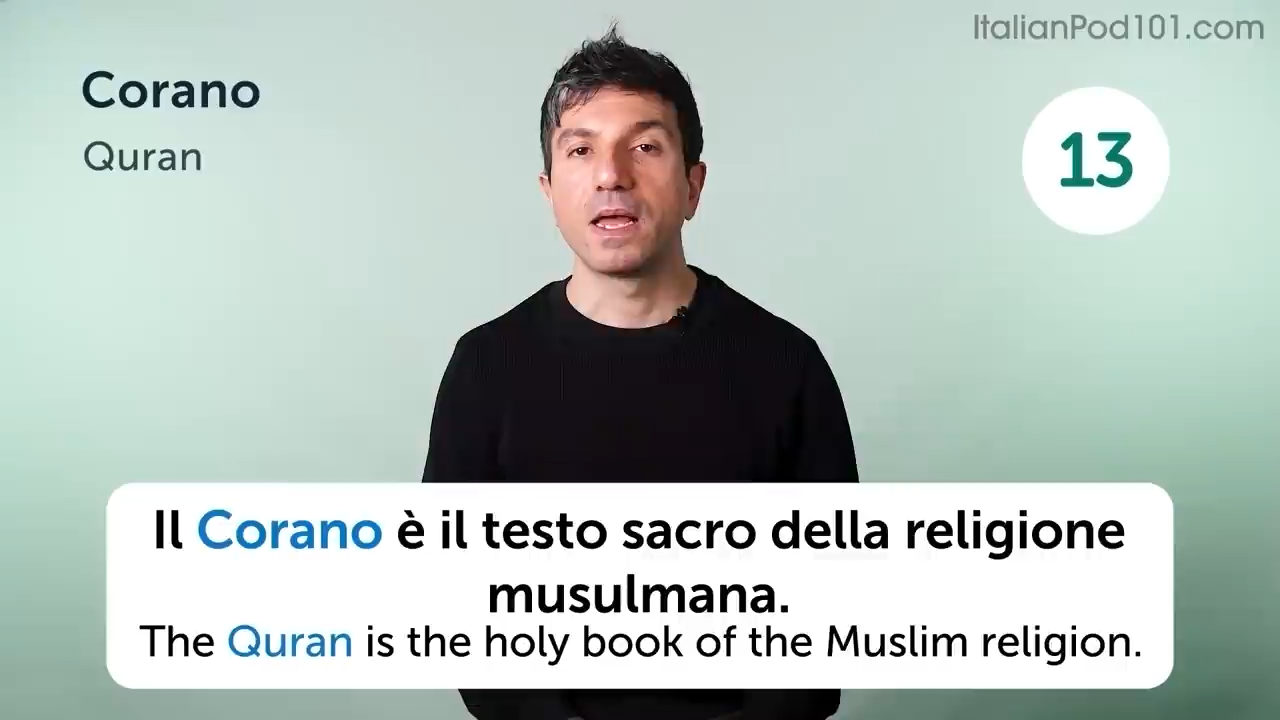 ItalianPod101.com
Corano
Quran
13
Il Corano è il testo sacro della religione
musulmana.
The Quran is the holy book of the Muslim religion.